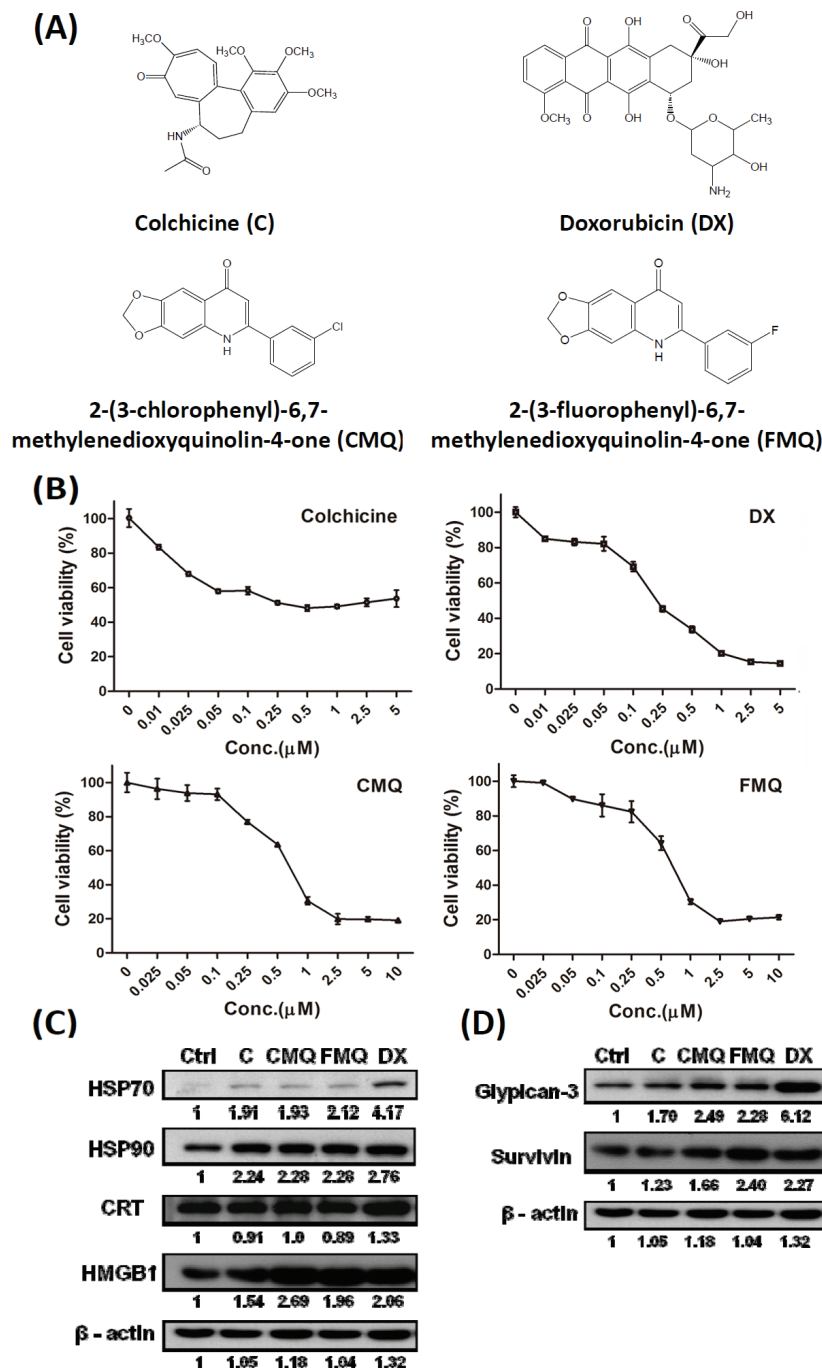 (A)
CH₃O
O
H₃CO
OCH₃
OCH₃
HN
O
Colchicine (C)
O
OH
O
OH
OH
OCH₃
O
OH
O
O
CH₃
OH
NH₂
Doxorubicin (DX)
O
O
O
N
H
Cl
2-(3-chlorophenyl)-6,7-
methylenedioxyquinolin-4-one (CMQ)
O
O
O
N
H
F
2-(3-fluorophenyl)-6,7-
methylenedioxyquinolin-4-one (FMQ)
(B)
Colchicine
Cell viability (%)
100
80
60
40
20
0
0 0.01 0.025 0.05 0.1 0.25 0.5 1 2.5 5
Conc.(μM)
DX
Cell viability (%)
100
80
60
40
20
0
0 0.01 0.025 0.05 0.1 0.25 0.5 1 2.5 5
Conc.(μM)
CMQ
Cell viability (%)
100
80
60
40
20
0
0 0.025 0.05 0.1 0.25 0.5 1 2.5 5 10
Conc.(μM)
FMQ
Cell viability (%)
100
80
60
40
20
0
0 0.025 0.05 0.1 0.25 0.5 1 2.5 5 10
Conc.(μM)
(C)
Ctrl C CMQ FMQ DX
HSP70
1 1.91 1.93 2.12 4.17
HSP90
1 2.24 2.28 2.28 2.76
CRT
1 0.91 1.0 0.89 1.33
HMGB1
1 1.54 2.69 1.96 2.06
β - actin
1 1.05 1.18 1.04 1.32
(D)
Ctrl C CMQ FMQ DX
Glypican-3
1 1.70 2.49 2.28 6.12
Survivin
1 1.23 1.66 2.40 2.27
β - actin
1 1.05 1.18 1.04 1.32